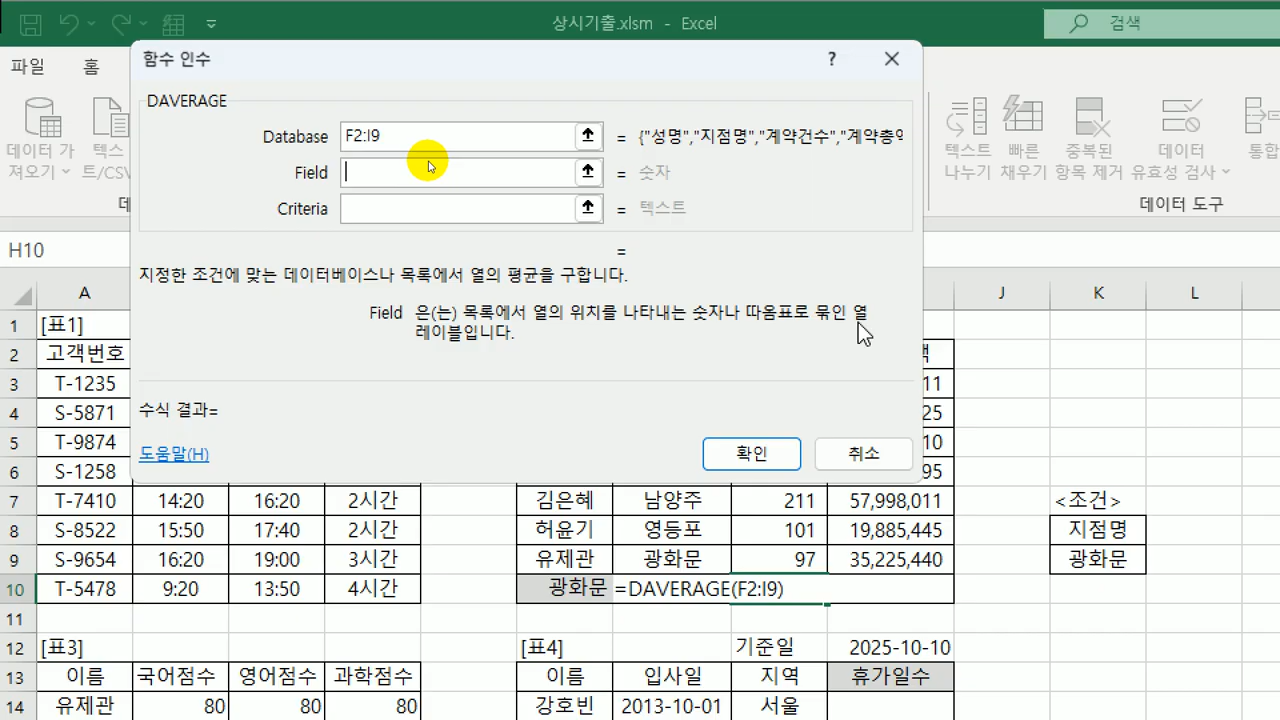 상시기출.xlsm - Excel
검색
파일 홈
데이터 가
져오기
텍스
트/CSV
텍스트
나누기
빠른
채우기
중복된
항목 제거
데이터
유효성 검사
통합
데이터 도구
함수 인수
DAVERAGE
Database F2:I9 = {"성명","지점명","계약건수","계약총액
Field = 숫자
Criteria = 텍스트
=
지정한 조건에 맞는 데이터베이스나 목록에서 열의 평균을 구합니다.
Field 은(는) 목록에서 열의 위치를 나타내는 숫자나 따옴표로 묶인 열
레이블입니다.
수식 결과=
도움말(H)
확인 취소
H10
A J K L
1 [표1]
2 고객번호 액
3 T-1235 11
4 S-5871 25
5 T-9874 10
6 S-1258 95
7 T-7410 14:20 16:20 2시간 김은혜 남양주 211 57,998,011 <조건>
8 S-8522 15:50 17:40 2시간 허윤기 영등포 101 19,885,445 지점명
9 S-9654 16:20 19:00 3시간 유제관 광화문 97 35,225,440 광화문
10 T-5478 9:20 13:50 4시간 광화문 =DAVERAGE(F2:I9)
11
12 [표3] [표4] 기준일 2025-10-10
13 이름 국어점수 영어점수 과학점수 이름 입사일 지역 휴가일수
14 유제관 80 80 80 강호빈 2013-10-01 서울